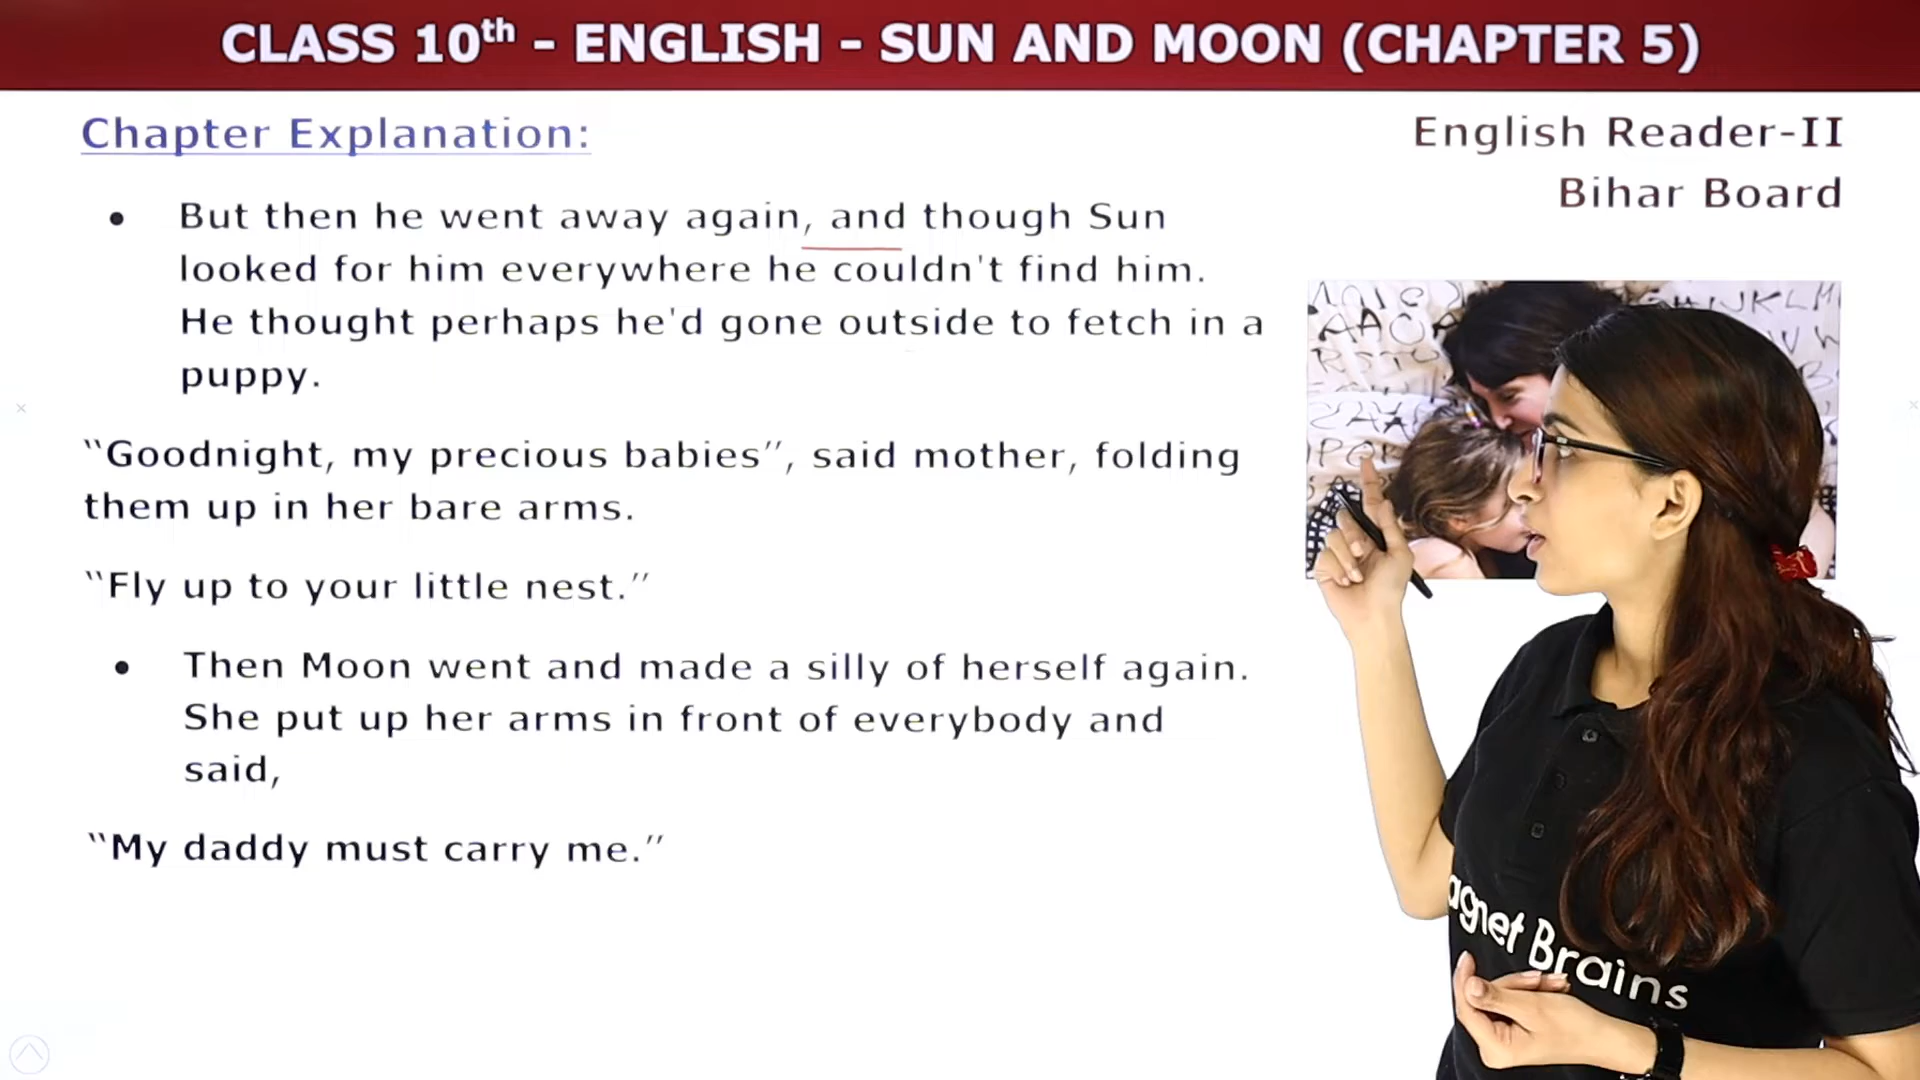 CLASS 10th - ENGLISH - SUN AND MOON (CHAPTER 5)
Chapter Explanation:
English Reader-II
Bihar Board
• But then he went away again, and though Sun
looked for him everywhere he couldn't find him.
He thought perhaps he'd gone outside to fetch in a
puppy.
“Goodnight, my precious babies”, said mother, folding
them up in her bare arms.
“Fly up to your little nest.”
• Then Moon went and made a silly of herself again.
She put up her arms in front of everybody and
said,
“My daddy must carry me.”
agnet Brains